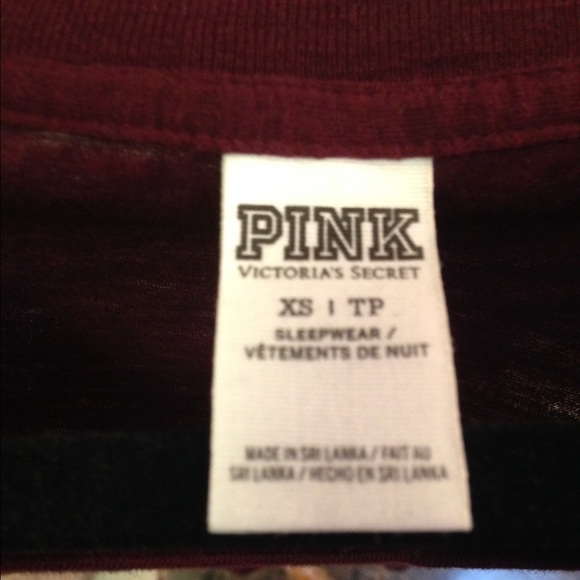 PINK
VICTORIA'S SECRET
XS | TP
SLEEPWEAR /
VÊTEMENTS DE NUIT
MADE IN SRI LANKA / FAIT AU
SRI LANKA / HECHO EN SRI LANKA